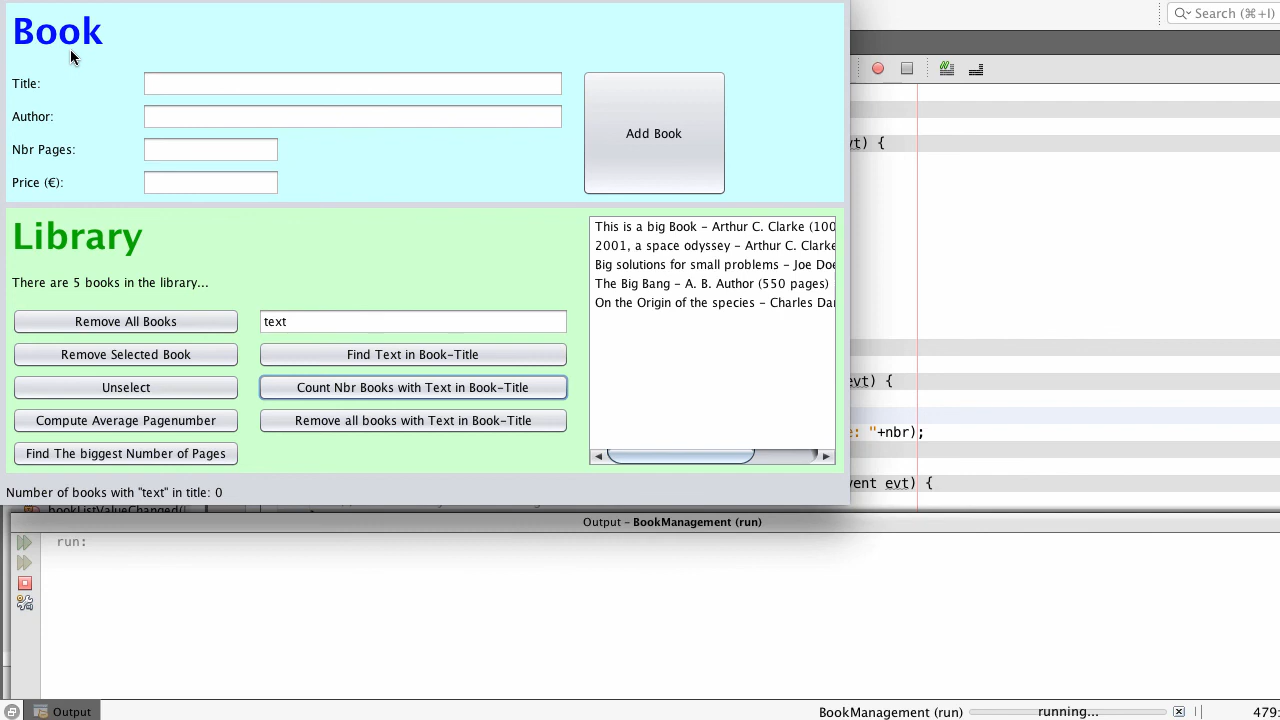 Book
Title:
Author:
Nbr Pages:
Price (€):
Add Book
Library
There are 5 books in the library...
Remove All Books
text
Remove Selected Book
Find Text in Book-Title
Unselect
Count Nbr Books with Text in Book-Title
Compute Average Pagenumber
Remove all books with Text in Book-Title
Find The biggest Number of Pages
This is a big Book - Arthur C. Clarke (100
2001, a space odyssey - Arthur C. Clarke
Big solutions for small problems - Joe Doe
The Big Bang - A. B. Author (550 pages)
On the Origin of the species - Charles Dar
Number of books with "text" in title: 0
Search (⌘+I)
vt) {
evt) {
e: "+nbr);
vent evt) {
bookListValueChanged(
Output - BookManagement (run)
run:
Output
BookManagement (run)
running...
479: